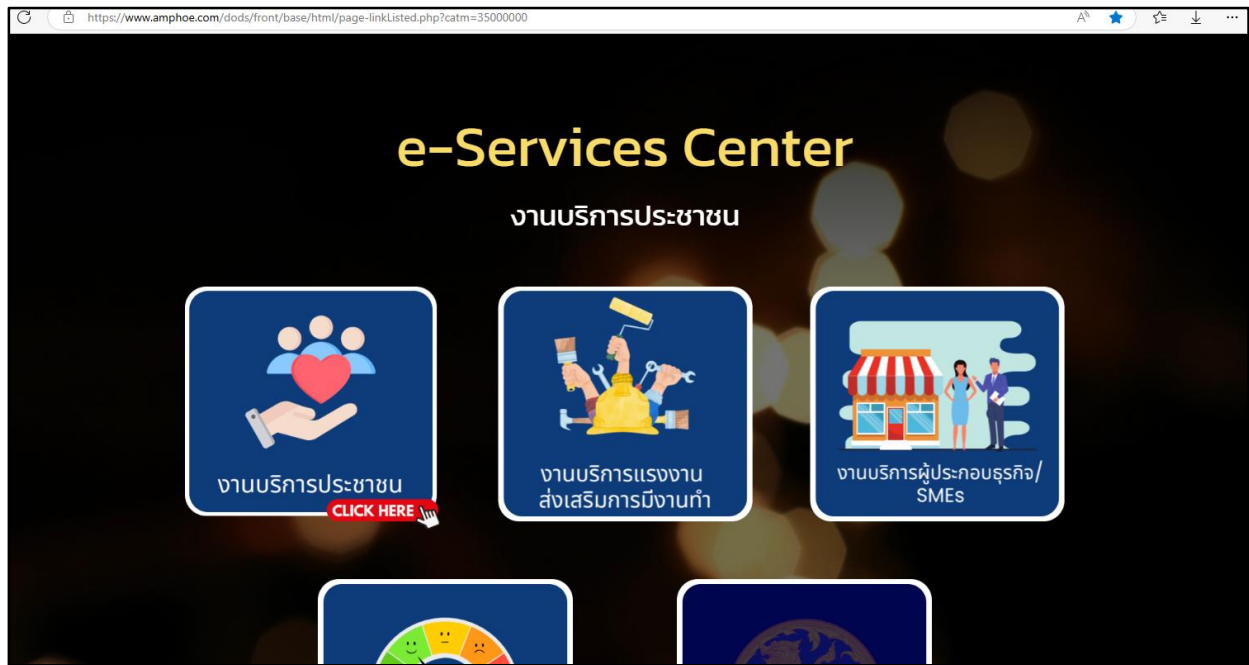 https://www.amphoe.com/dods/front/base/html/page-linkListed.php?catm=35000000
e-Services Center
งานบริการประชาชน
งานบริการประชาชน
CLICK HERE
งานบริการแรงงาน
ส่งเสริมการมีงานทำ
งานบริการผู้ประกอบธุรกิจ/
SMEs